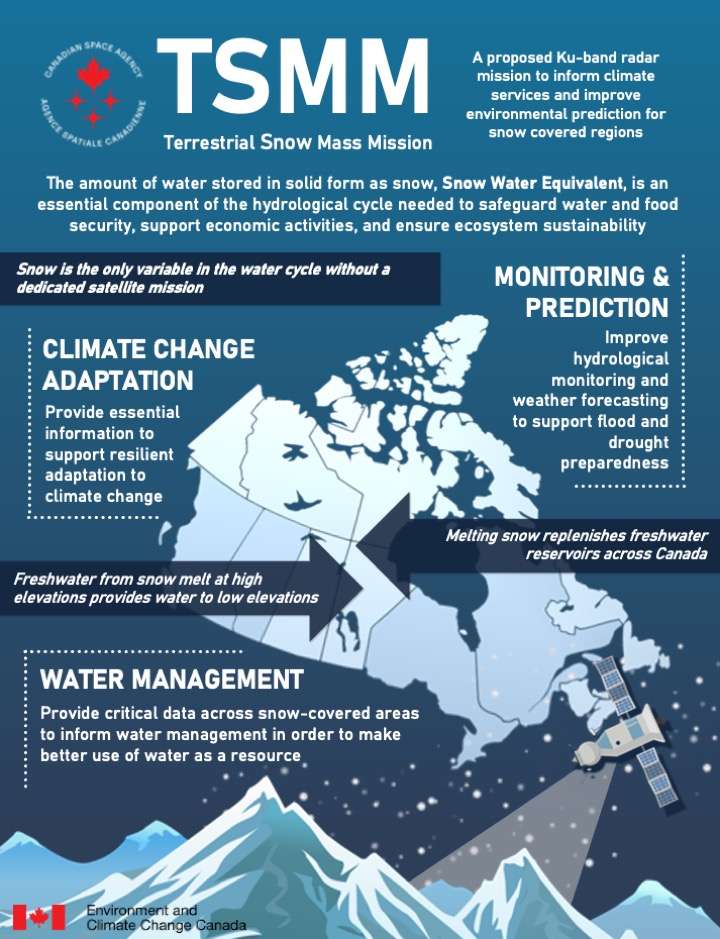 CANADIAN SPACE AGENCY
AGENCE SPATIALE CANADIENNE
TSMM
Terrestrial Snow Mass Mission
A proposed Ku-band radar
mission to inform climate
services and improve
environmental prediction for
snow covered regions
The amount of water stored in solid form as snow, Snow Water Equivalent, is an
essential component of the hydrological cycle needed to safeguard water and food
security, support economic activities, and ensure ecosystem sustainability
Snow is the only variable in the water cycle without a
dedicated satellite mission
MONITORING &
PREDICTION
Improve
hydrological
monitoring and
weather forecasting
to support flood and
drought
preparedness
CLIMATE CHANGE
ADAPTATION
Provide essential
information to
support resilient
adaptation to
climate change
Melting snow replenishes freshwater
reservoirs across Canada
Freshwater from snow melt at high
elevations provides water to low elevations
WATER MANAGEMENT
Provide critical data across snow-covered areas
to inform water management in order to make
better use of water as a resource
Environment and
Climate Change Canada